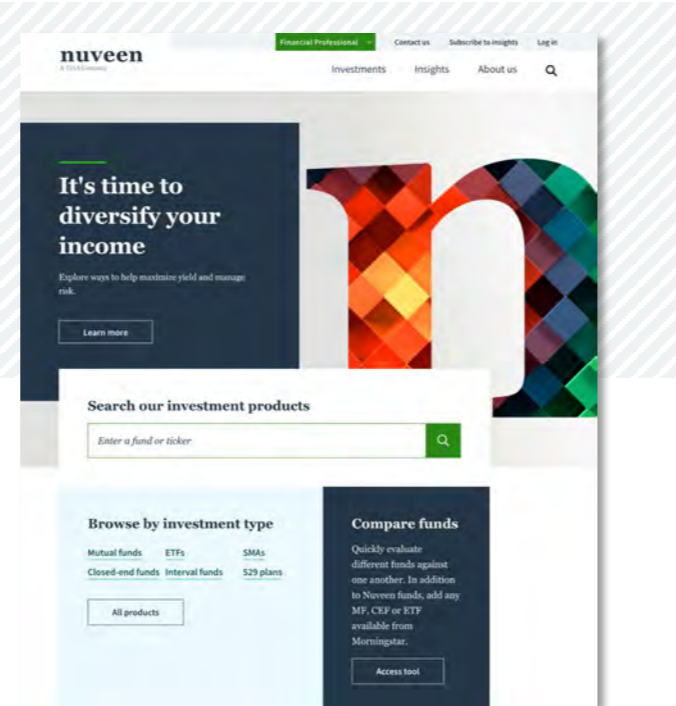 Financial Professional
Contact us
Subscribe to insights
Log in
nuveen
A TIAA Company
Investments
Insights
About us
It's time to
diversify your
income
Explore ways to help maximize yield and manage
risk.
Learn more
Search our investment products
Enter a fund or ticker
Browse by investment type
Mutual funds ETFs SMAs
Closed-end funds Interval funds 529 plans
All products
Compare funds
Quickly evaluate
different funds against
one another. In addition
to Nuveen funds, add any
MF, CEF or ETF
available from
Morningstar.
Access tool